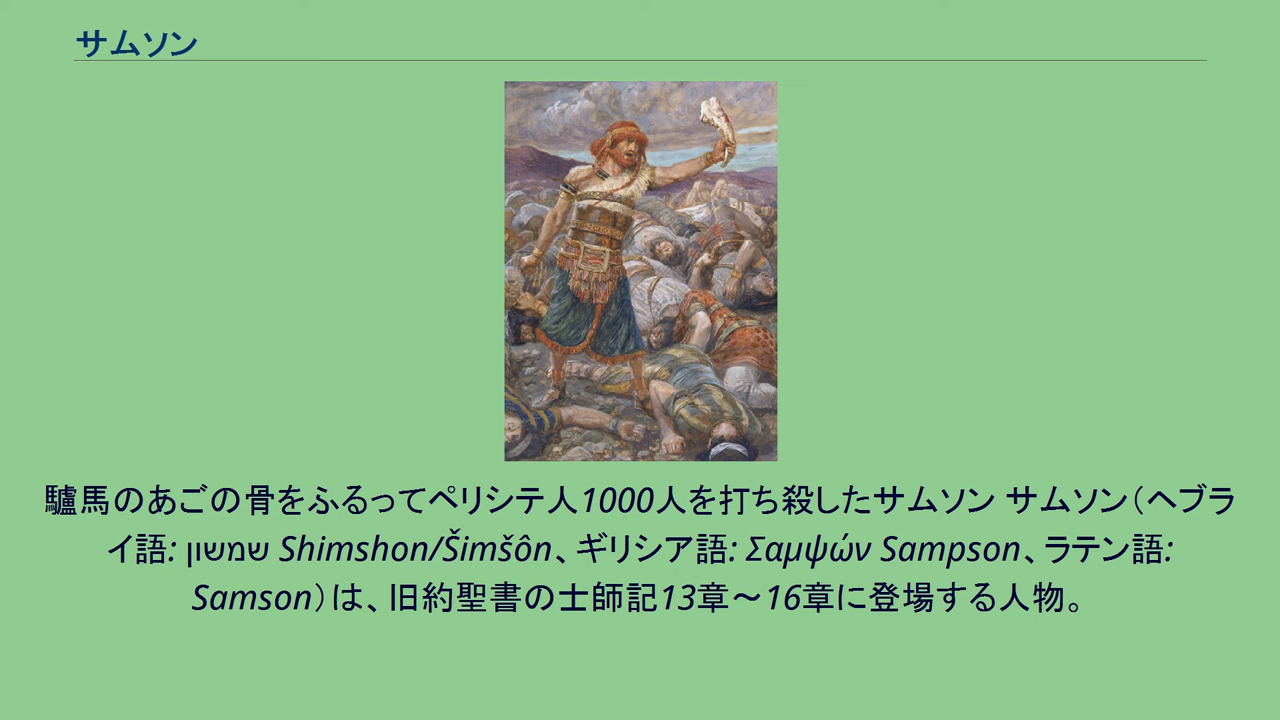 サムソン
驢馬のあごの骨をふるってペリシテ人1000人を打ち殺したサムソン サムソン（ヘブラ
イ語: שמשון Shimshon/Šimšôn、ギリシア語: Σαμψών Sampson、ラテン語:
Samson）は、旧約聖書の士師記13章〜16章に登場する人物。